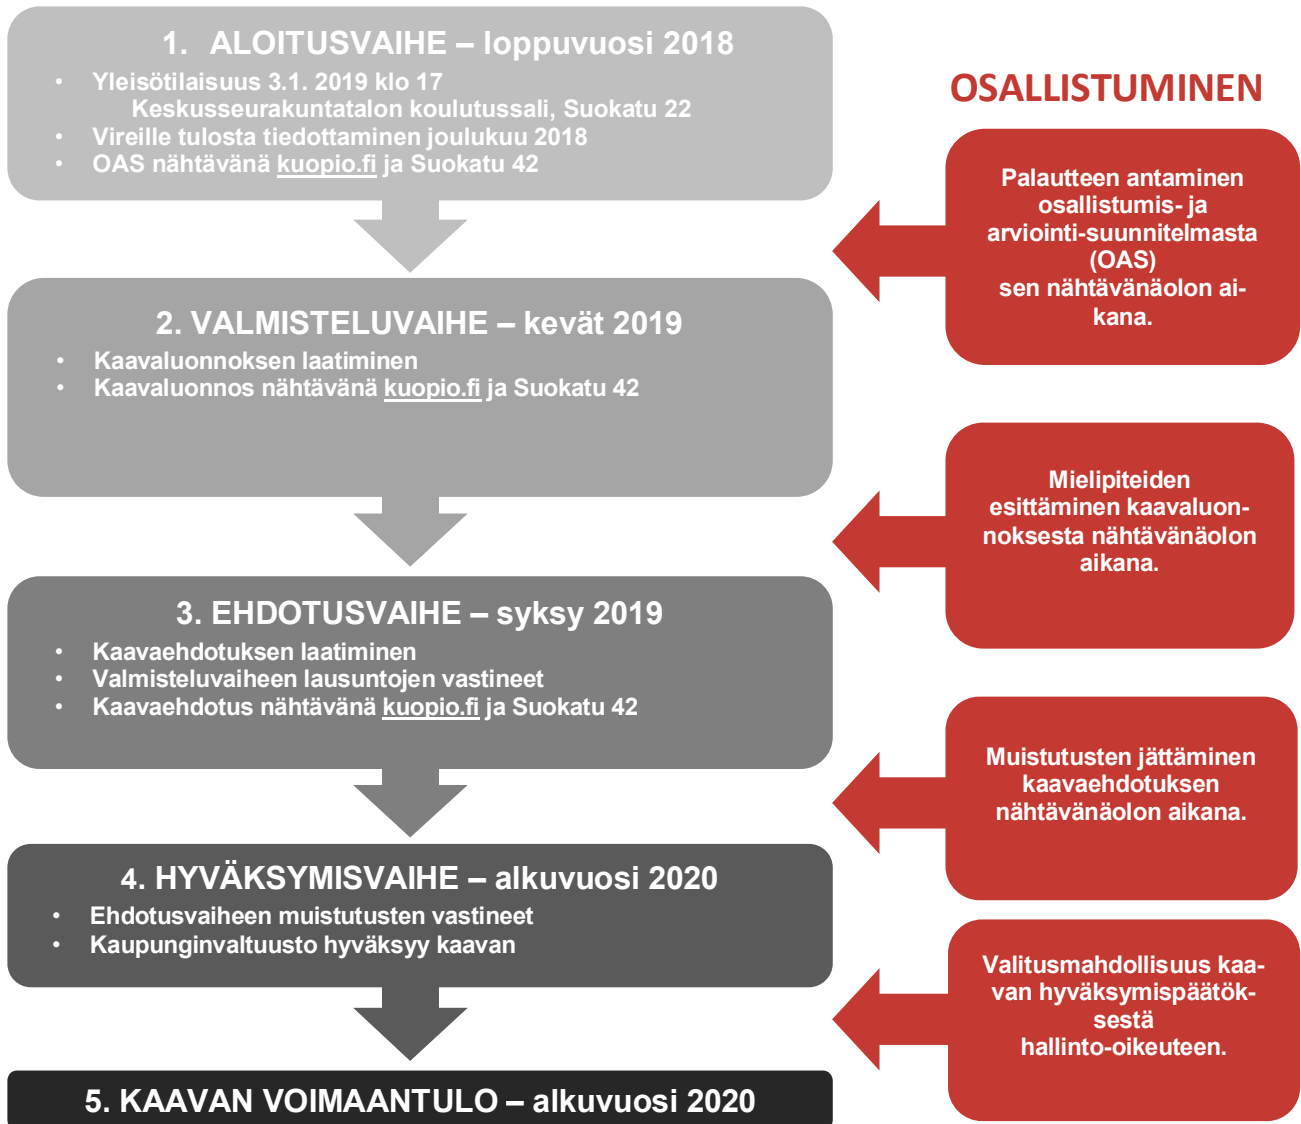 1. ALOITUSVAIHE – loppuvuosi 2018
• Yleisötilaisuus 3.1. 2019 klo 17
Keskusseurakuntatalon koulutussali, Suokatu 22
• Vireille tulosta tiedottaminen joulukuu 2018
• OAS nähtävänä kuopio.fi ja Suokatu 42
2. VALMISTELUVAIHE – kevät 2019
• Kaavaluonnoksen laatiminen
• Kaavaluonnos nähtävänä kuopio.fi ja Suokatu 42
3. EHDOTUSVAIHE – syksy 2019
• Kaavaehdotuksen laatiminen
• Valmisteluvaiheen lausuntojen vastineet
• Kaavaehdotus nähtävänä kuopio.fi ja Suokatu 42
4. HYVÄKSYMISVAIHE – alkuvuosi 2020
• Ehdotusvaiheen muistutusten vastineet
• Kaupunginvaltuusto hyväksyy kaavan
5. KAAVAN VOIMAANTULO – alkuvuosi 2020
OSALLISTUMINEN
Palautteen antaminen
osallistumis- ja
arviointi-suunnitelmasta
(OAS)
sen nähtävänäolon ai-
kana.
Mielipiteiden
esittäminen kaavaluon-
noksesta nähtävänäolon
aikana.
Muistutusten jättäminen
kaavaehdotuksen
nähtävänäolon aikana.
Valitusmahdollisuus kaa-
van hyväksymispäätök-
sestä
hallinto-oikeuteen.